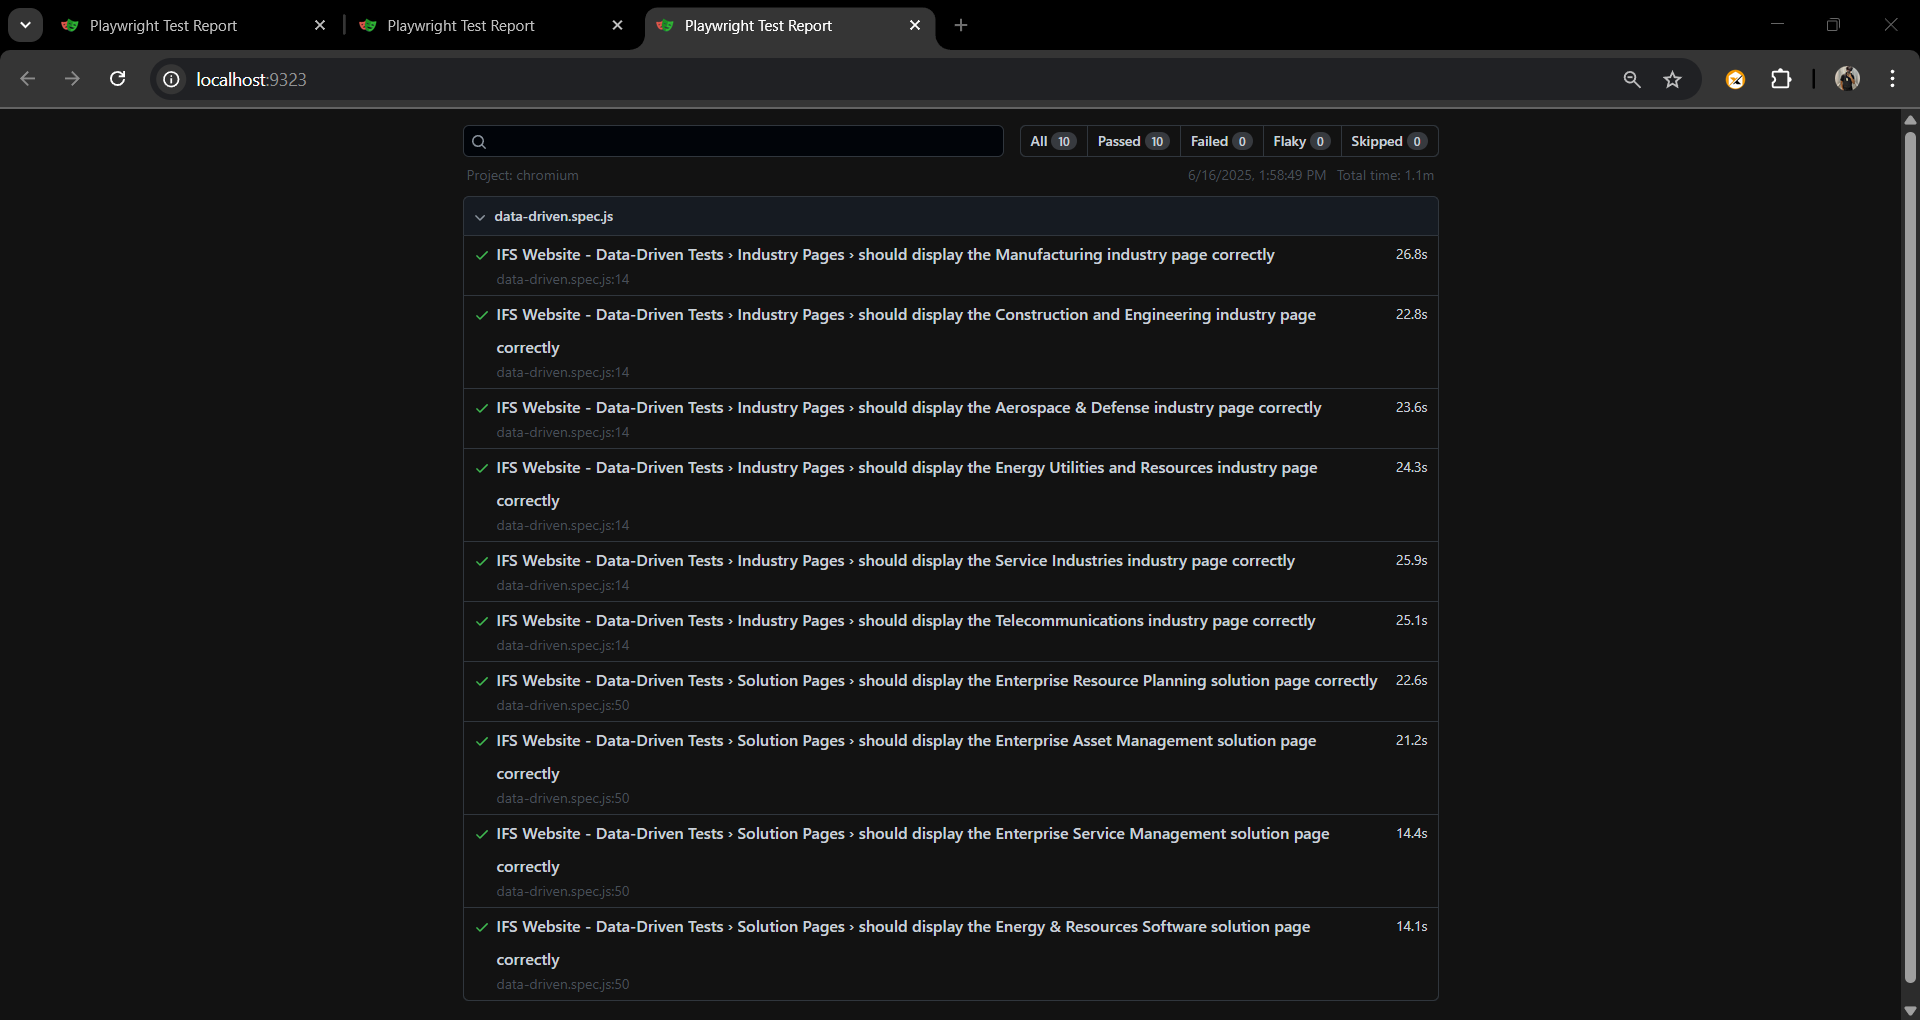 Playwright Test Report
Playwright Test Report
Playwright Test Report
localhost:9323
All 10 Passed 10 Failed 0 Flaky 0 Skipped 0
Project: chromium 6/16/2025, 1:58:49 PM Total time: 1.1m
data-driven.spec.js
IFS Website - Data-Driven Tests › Industry Pages › should display the Manufacturing industry page correctly 26.8s
data-driven.spec.js:14
IFS Website - Data-Driven Tests › Industry Pages › should display the Construction and Engineering industry page 22.8s
correctly
data-driven.spec.js:14
IFS Website - Data-Driven Tests › Industry Pages › should display the Aerospace & Defense industry page correctly 23.6s
data-driven.spec.js:14
IFS Website - Data-Driven Tests › Industry Pages › should display the Energy Utilities and Resources industry page 24.3s
correctly
data-driven.spec.js:14
IFS Website - Data-Driven Tests › Industry Pages › should display the Service Industries industry page correctly 25.9s
data-driven.spec.js:14
IFS Website - Data-Driven Tests › Industry Pages › should display the Telecommunications industry page correctly 25.1s
data-driven.spec.js:14
IFS Website - Data-Driven Tests › Solution Pages › should display the Enterprise Resource Planning solution page correctly 22.6s
data-driven.spec.js:50
IFS Website - Data-Driven Tests › Solution Pages › should display the Enterprise Asset Management solution page 21.2s
correctly
data-driven.spec.js:50
IFS Website - Data-Driven Tests › Solution Pages › should display the Enterprise Service Management solution page 14.4s
correctly
data-driven.spec.js:50
IFS Website - Data-Driven Tests › Solution Pages › should display the Energy & Resources Software solution page 14.1s
correctly
data-driven.spec.js:50